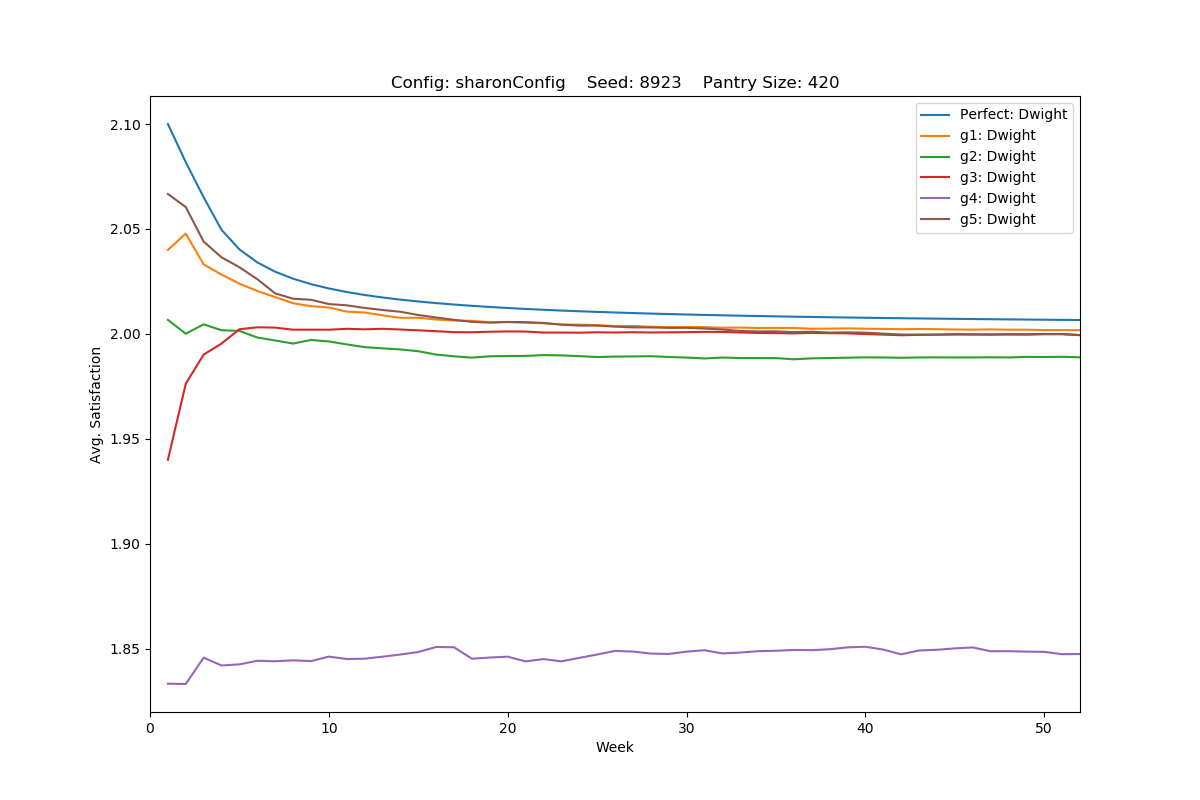 Config: sharonConfig    Seed: 8923    Pantry Size: 420
Perfect: Dwight
g1: Dwight
g2: Dwight
g3: Dwight
g4: Dwight
g5: Dwight
2.10
2.05
2.00
1.95
1.90
1.85
Avg. Satisfaction
0 10 20 30 40 50
Week